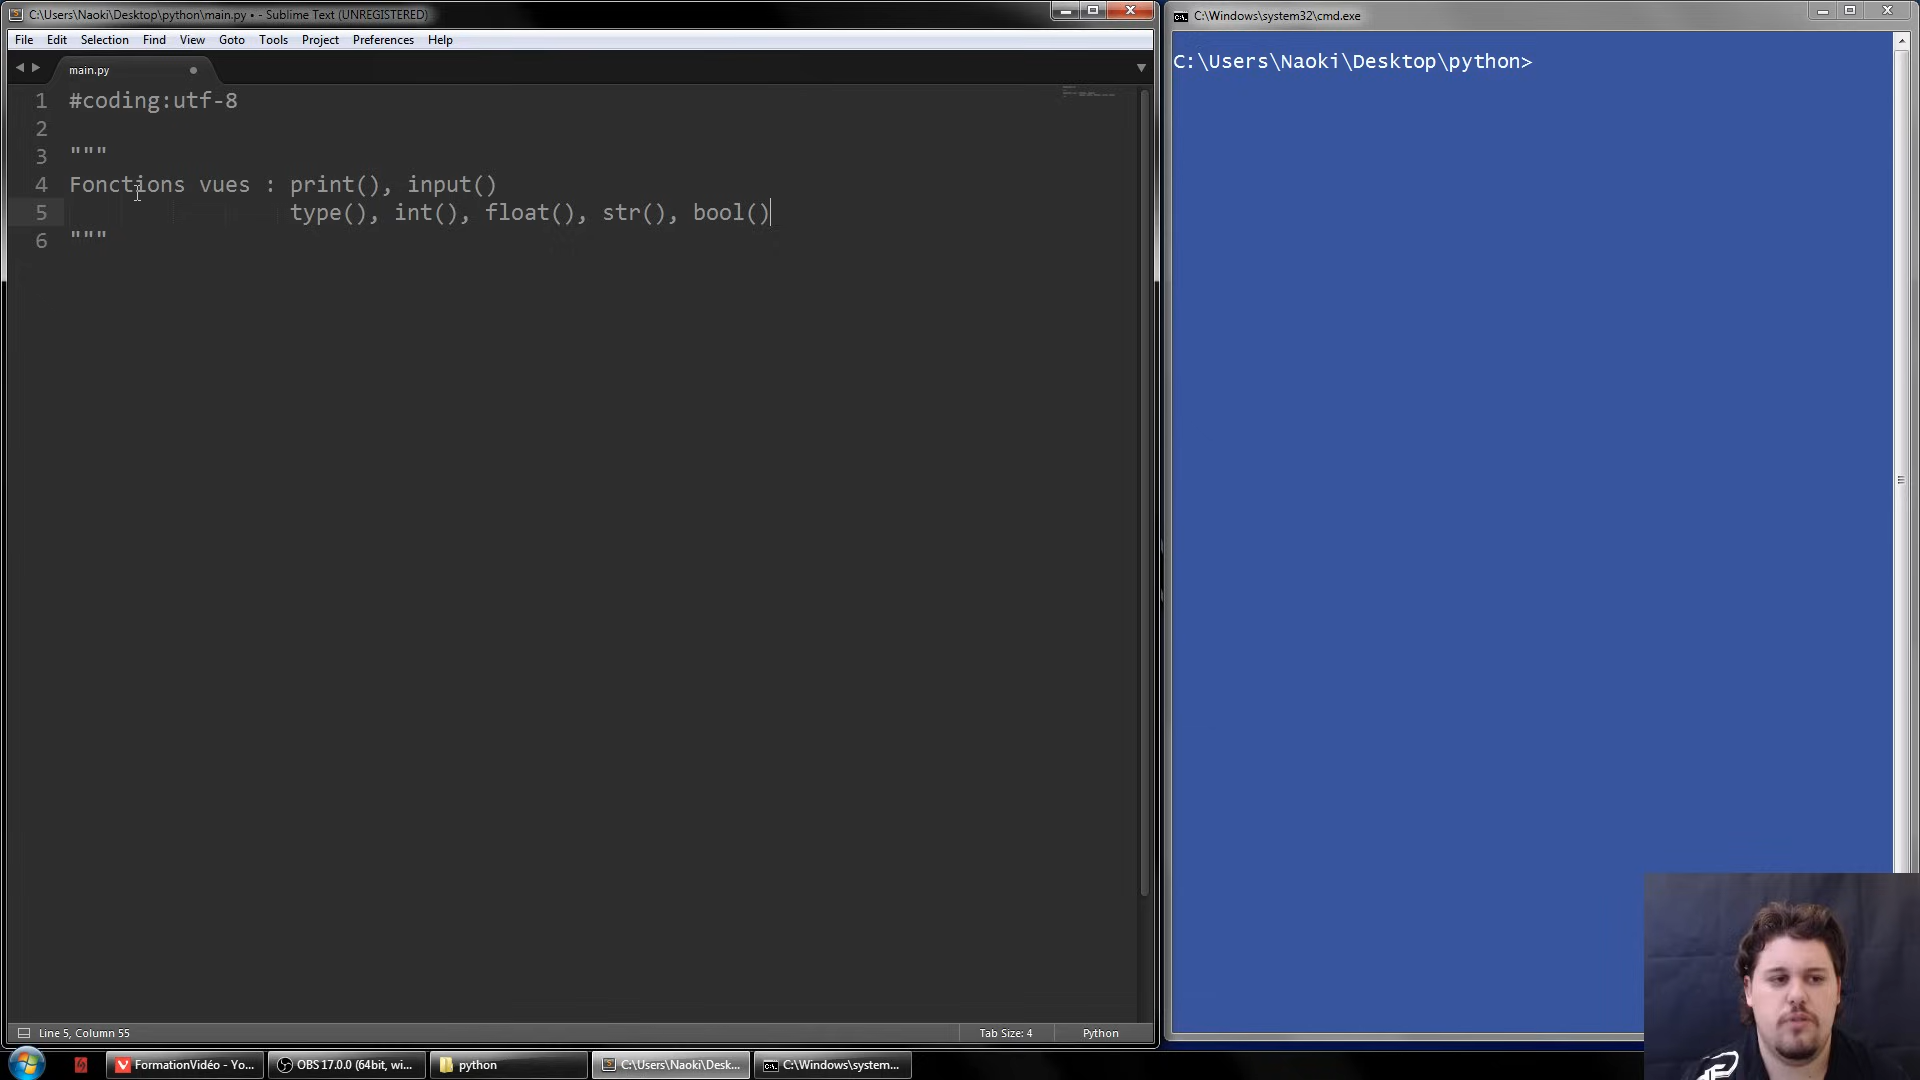 C:\Users\Naoki\Desktop\python\main.py • - Sublime Text (UNREGISTERED)
File Edit Selection Find View Goto Tools Project Preferences Help
main.py
1 #coding:utf-8
2
3 """
4 Fonctions vues : print(), input()
5 type(), int(), float(), str(), bool()
6 """
Line 5, Column 55
Tab Size: 4
Python
C:\Windows\system32\cmd.exe
C:\Users\Naoki\Desktop\python>
FormationVidéo - Yo...
OBS 17.0.0 (64bit, wi...
python
C:\Users\Naoki\Desk...
C:\Windows\system...